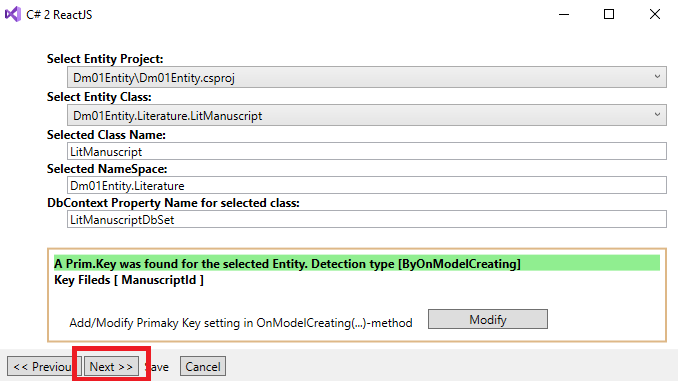 C# 2 ReactJS
Select Entity Project:
Dm01Entity\Dm01Entity.csproj
Select Entity Class:
Dm01Entity.Literature.LitManuscript
Selected Class Name:
LitManuscript
Selected NameSpace:
Dm01Entity.Literature
DbContext Property Name for selected class:
LitManuscriptDbSet
A Prim.Key was found for the selected Entity. Detection type [ByOnModelCreating]
Key Fileds [ ManuscriptId ]
Add/Modify Primaky Key setting in OnModelCreating(...)-method Modify
<< Previous Next >> Save Cancel